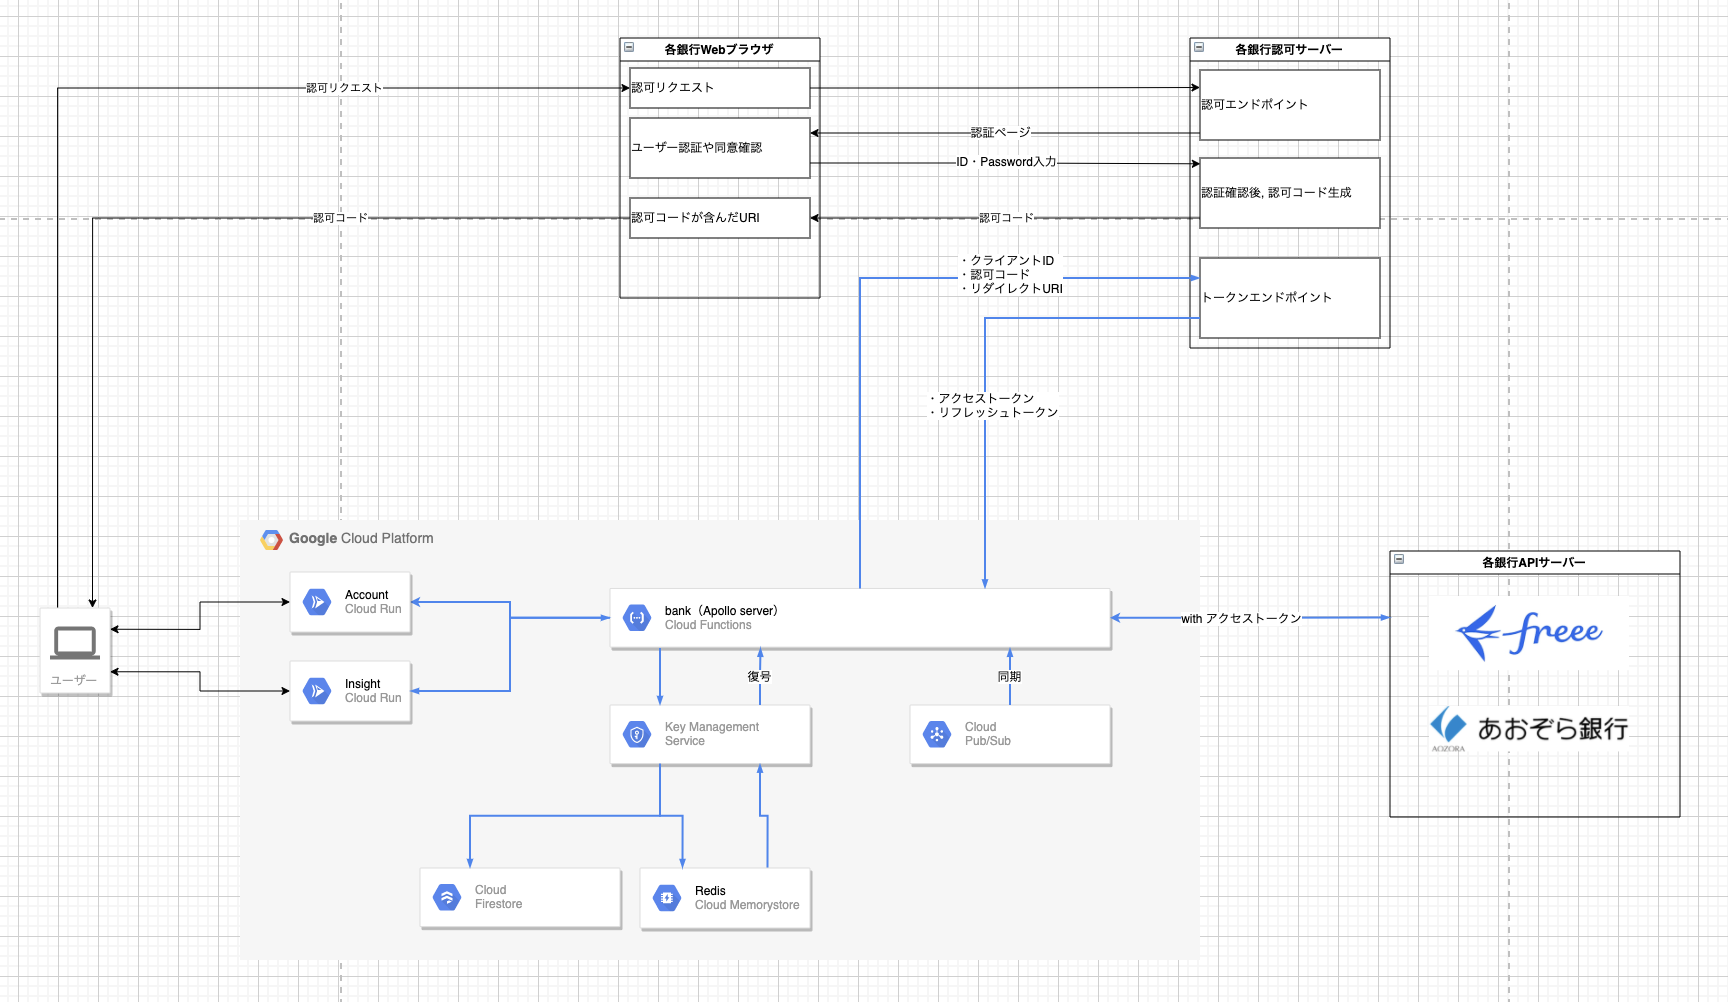 各銀行Webブラウザ
各銀行認可サーバー
認可リクエスト
認可リクエスト
認可エンドポイント
認証ページ
ユーザー認証や同意確認
ID・Password入力
認証確認後, 認可コード生成
認可コード
認可コードが含んだURI
認可コード
・クライアントID
・認可コード
・リダイレクトURI
トークンエンドポイント
・アクセストークン
・リフレッシュトークン
Google Cloud Platform
各銀行APIサーバー
Account
Cloud Run
bank（Apollo server）
Cloud Functions
with アクセストークン
freee
ユーザー
Insight
Cloud Run
復号
同期
Key Management
Service
Cloud
Pub/Sub
あおぞら銀行
AOZORA
Cloud
Firestore
Redis
Cloud Memorystore